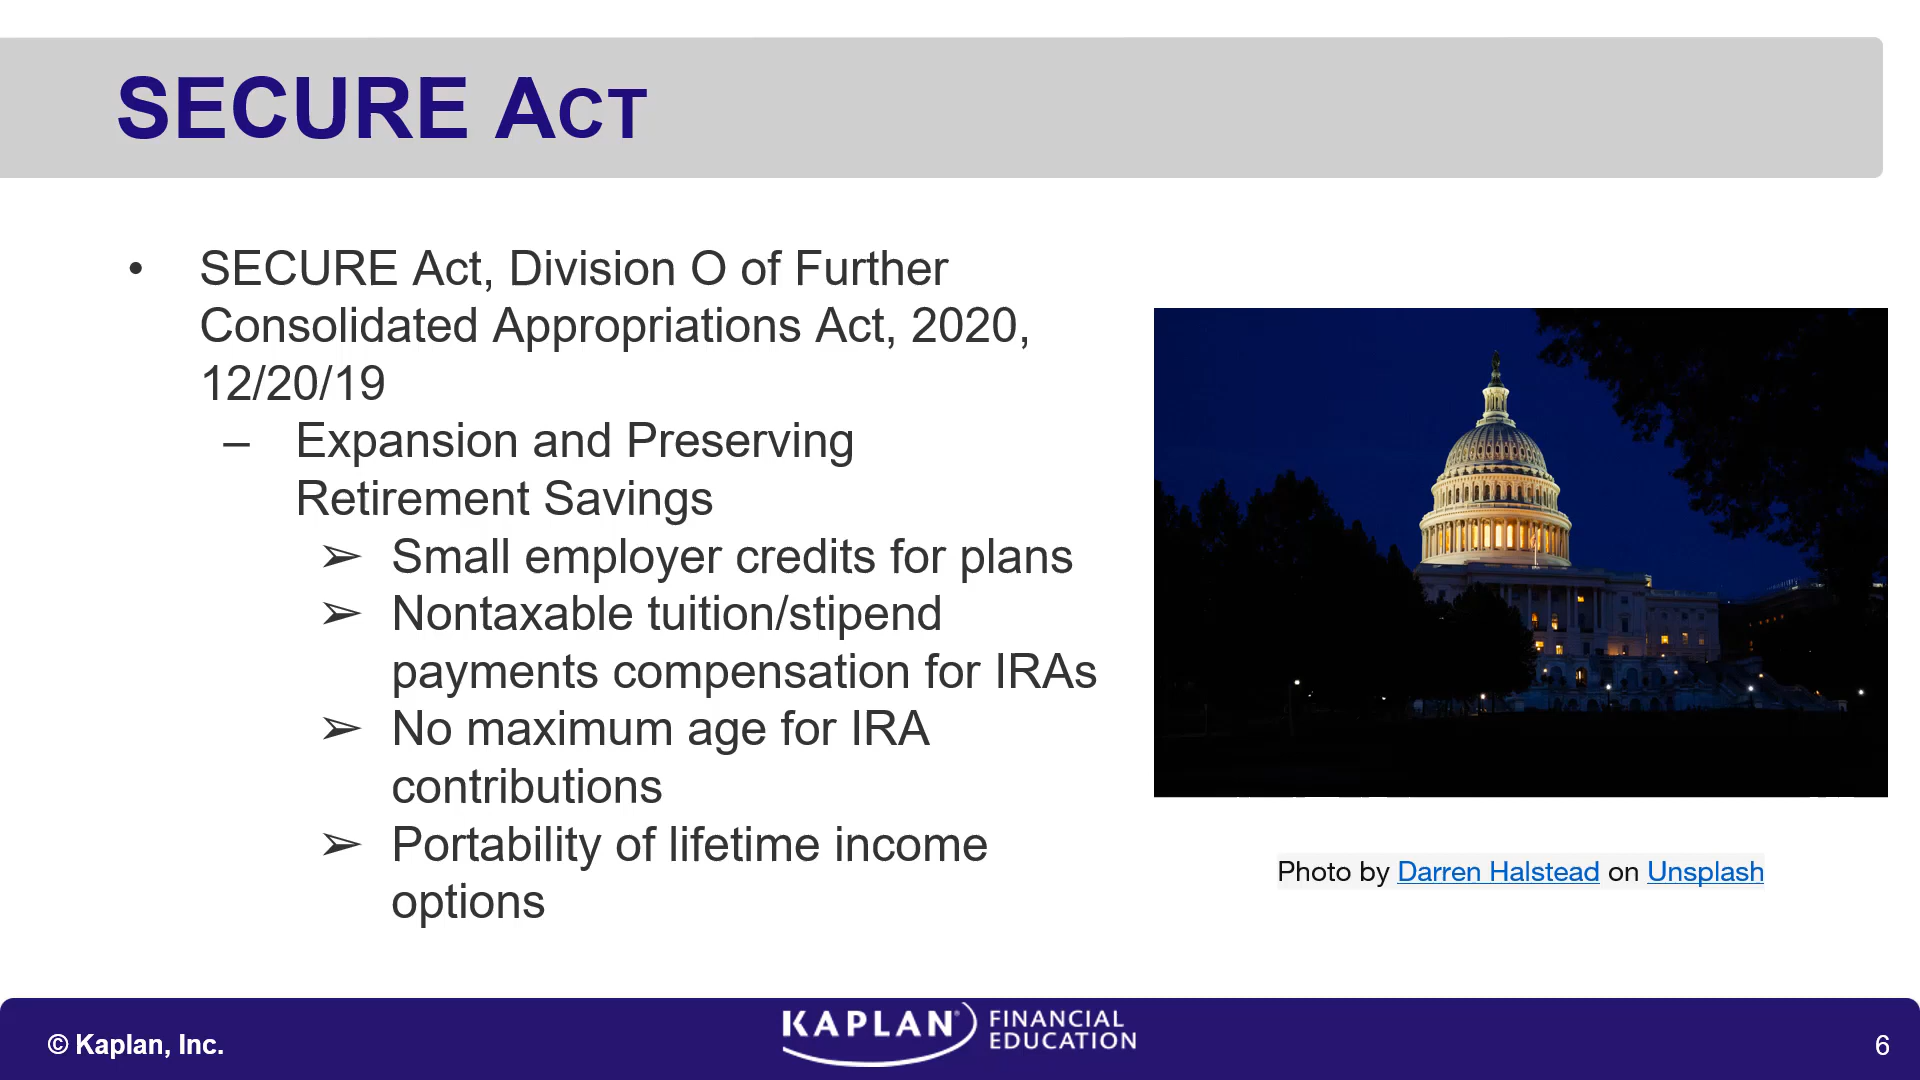 SECURE ACT
• SECURE Act, Division O of Further
Consolidated Appropriations Act, 2020,
12/20/19
– Expansion and Preserving
Retirement Savings
➢ Small employer credits for plans
➢ Nontaxable tuition/stipend
payments compensation for IRAs
➢ No maximum age for IRA
contributions
➢ Portability of lifetime income
options
Photo by Darren Halstead on Unsplash
© Kaplan, Inc.
KAPLAN® FINANCIAL
EDUCATION
6